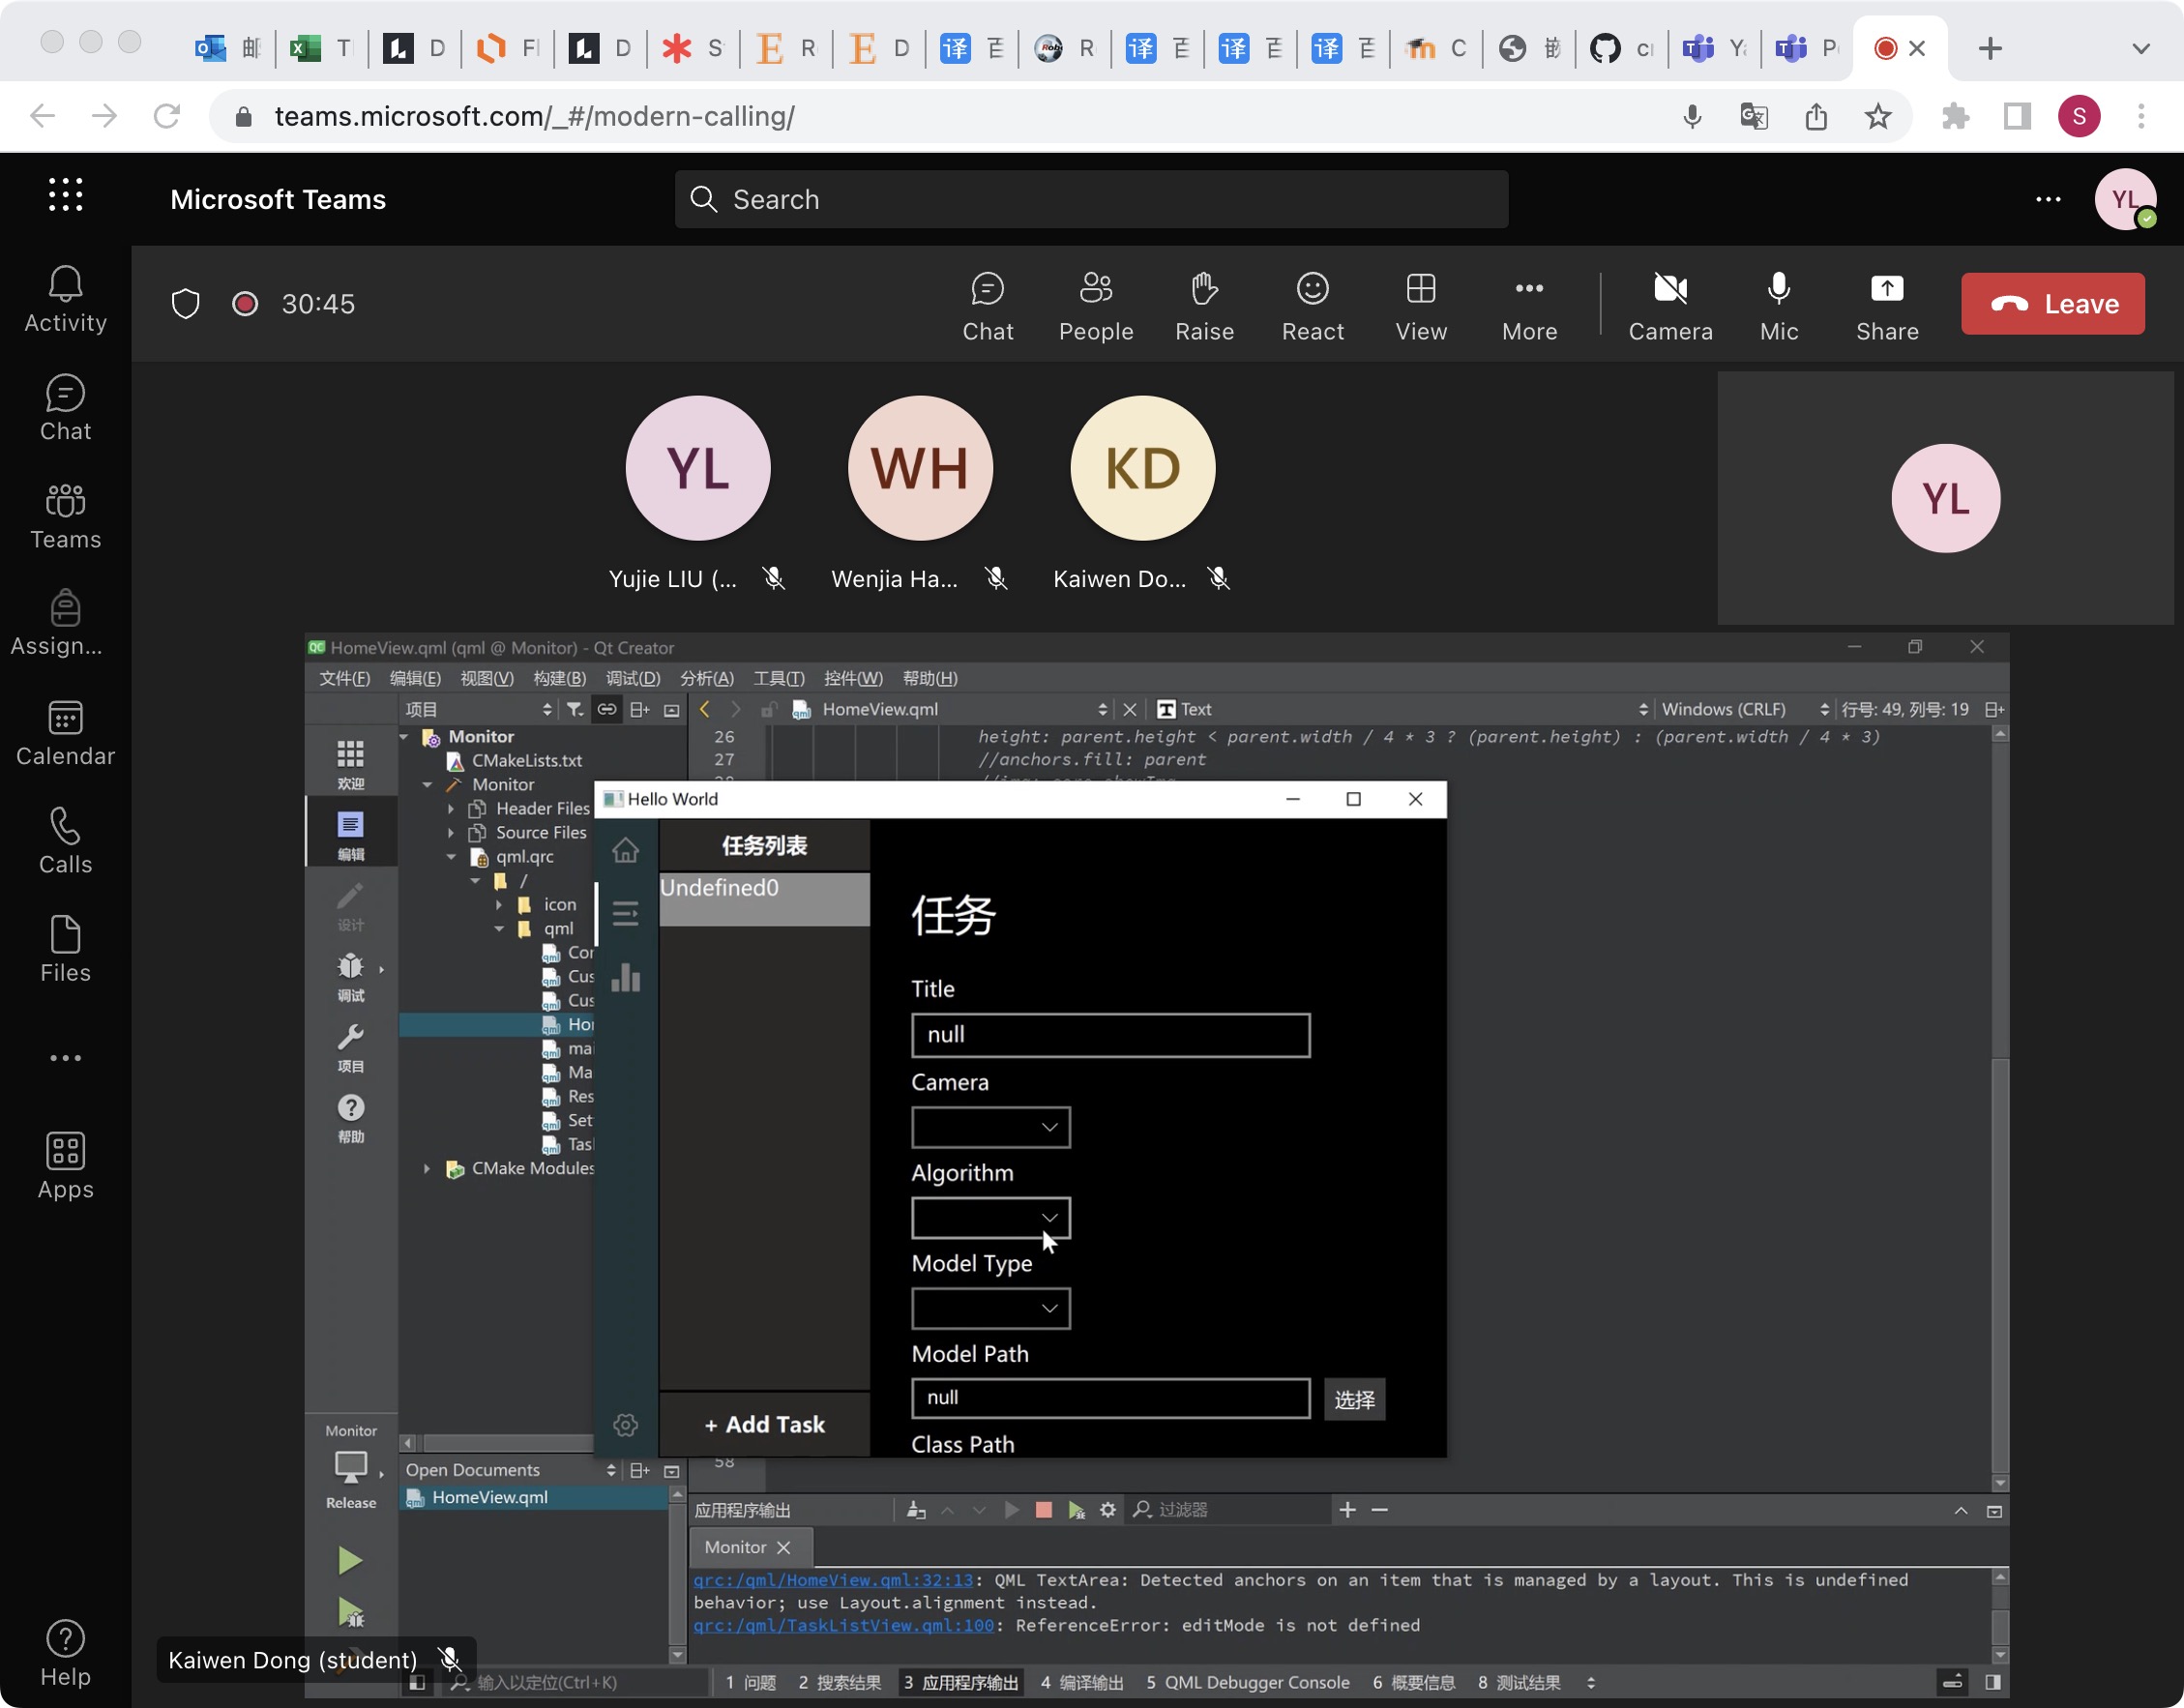 teams.microsoft.com/_#/modern-calling/
S
Microsoft Teams
Search
YL
Activity
Chat
Teams
Assign...
Calendar
Calls
Files
Apps
Help
30:45
Chat
People
Raise
React
View
More
Camera
Mic
Share
Leave
YL
WH
KD
YL
Yujie LIU (...
Wenjia Ha...
Kaiwen Do...
HomeView.qml (qml @ Monitor) - Qt Creator
文件(F) 编辑(E) 视图(V) 构建(B) 调试(D) 分析(A) 工具(T) 控件(W) 帮助(H)
项目
HomeView.qml
Text
Windows (CRLF)
行号: 49, 列号: 19
欢迎
编辑
设计
调试
项目
帮助
Monitor
CMakeLists.txt
Monitor
Header Files
Source Files
qml.qrc
/
icon
qml
Cor
Cus
Cus
Hor
mai
Ma
Res
Set
Tas
CMake Modules
26 height: parent.height < parent.width / 4 * 3 ? (parent.height) : (parent.width / 4 * 3)
27 //anchors.fill: parent
Hello World
任务列表
Undefined0
+ Add Task
任务
Title
null
Camera
Algorithm
Model Type
Model Path
null
选择
Class Path
58
Monitor
Release
Open Documents
HomeView.qml
应用程序输出
过滤器
Monitor
qrc:/qml/HomeView.qml:32:13: QML TextArea: Detected anchors on an item that is managed by a layout. This is undefined
behavior; use Layout.alignment instead.
qrc:/qml/TaskListView.qml:100: ReferenceError: editMode is not defined
Kaiwen Dong (student)
输入以定位(Ctrl+K)
1 问题 2 搜索结果 3 应用程序输出 4 编译输出 5 QML Debugger Console 6 概要信息 8 测试结果